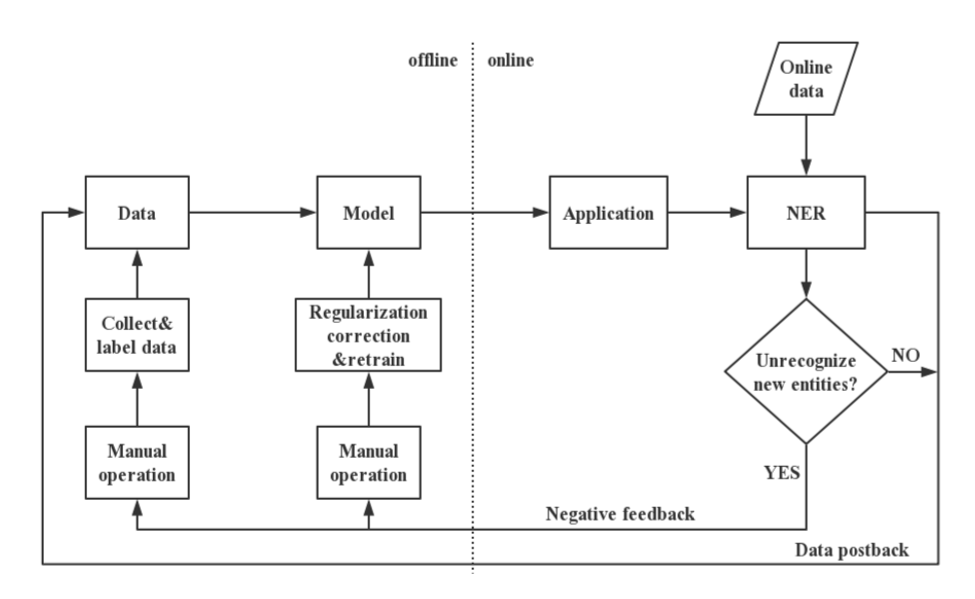 offline
online
Online
data
Data
Model
Application
NER
Collect&
label data
Regularization
correction
&retrain
Unrecognize
new entities?
NO
Manual
operation
Manual
operation
YES
Negative feedback
Data postback